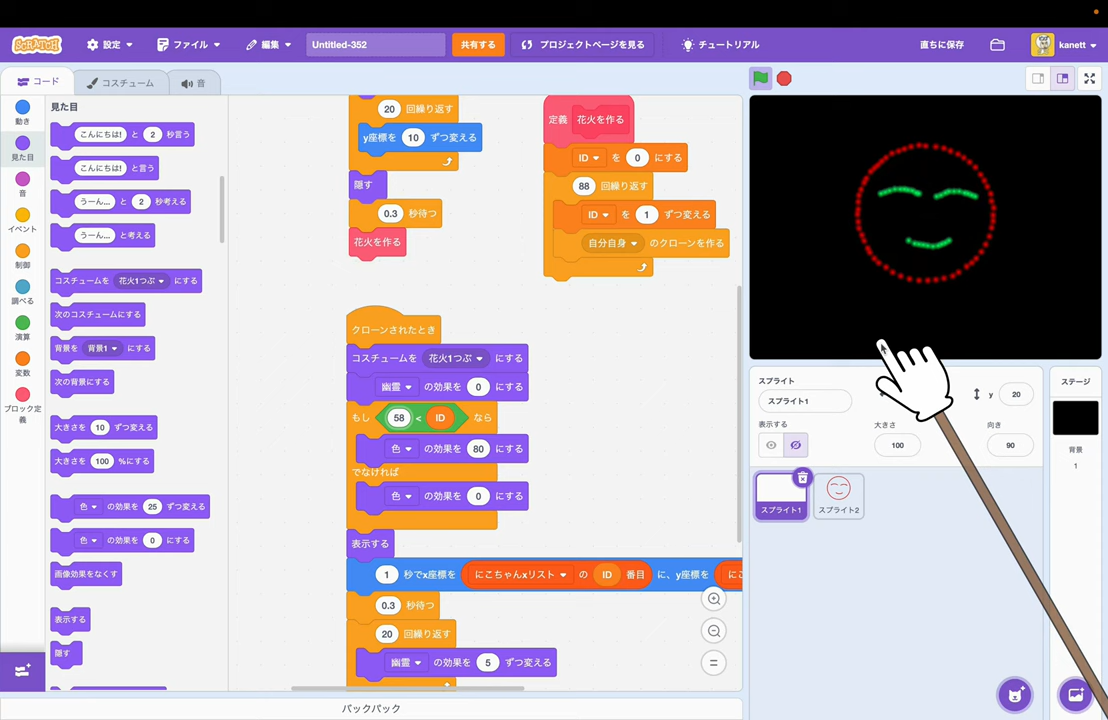 SCRATCH
設定
ファイル
編集
Untitled-352
共有する
プロジェクトページを見る
チュートリアル
直ちに保存
kanett
コード
コスチューム
音
動き
見た目
音
イベント
制御
調べる
演算
変数
ブロック定義
見た目
こんにちは! と 2 秒言う
こんにちは! と言う
うーん... と 2 秒考える
うーん... と考える
コスチュームを 花火1つぶ にする
次のコスチュームにする
背景を 背景1 にする
次の背景にする
大きさを 10 ずつ変える
大きさを 100 %にする
色 の効果を 25 ずつ変える
色 の効果を 0 にする
画像効果をなくす
表示する
隠す
20 回繰り返す
y座標を 10 ずつ変える
隠す
0.3 秒待つ
花火を作る
定義 花火を作る
ID を 0 にする
88 回繰り返す
ID を 1 ずつ変える
自分自身 のクローンを作る
クローンされたとき
コスチュームを 花火1つぶ にする
幽霊 の効果を 0 にする
もし 58 < ID なら
色 の効果を 80 にする
でなければ
色 の効果を 0 にする
表示する
1 秒でx座標を にこちゃんxリスト の ID 番目 に、y座標を にこ
0.3 秒待つ
20 回繰り返す
幽霊 の効果を 5 ずつ変える
バックパック
スプライト
スプライト1
y 20
表示する
大きさ
100
向き
90
スプライト1
スプライト2
ステージ
背景
1